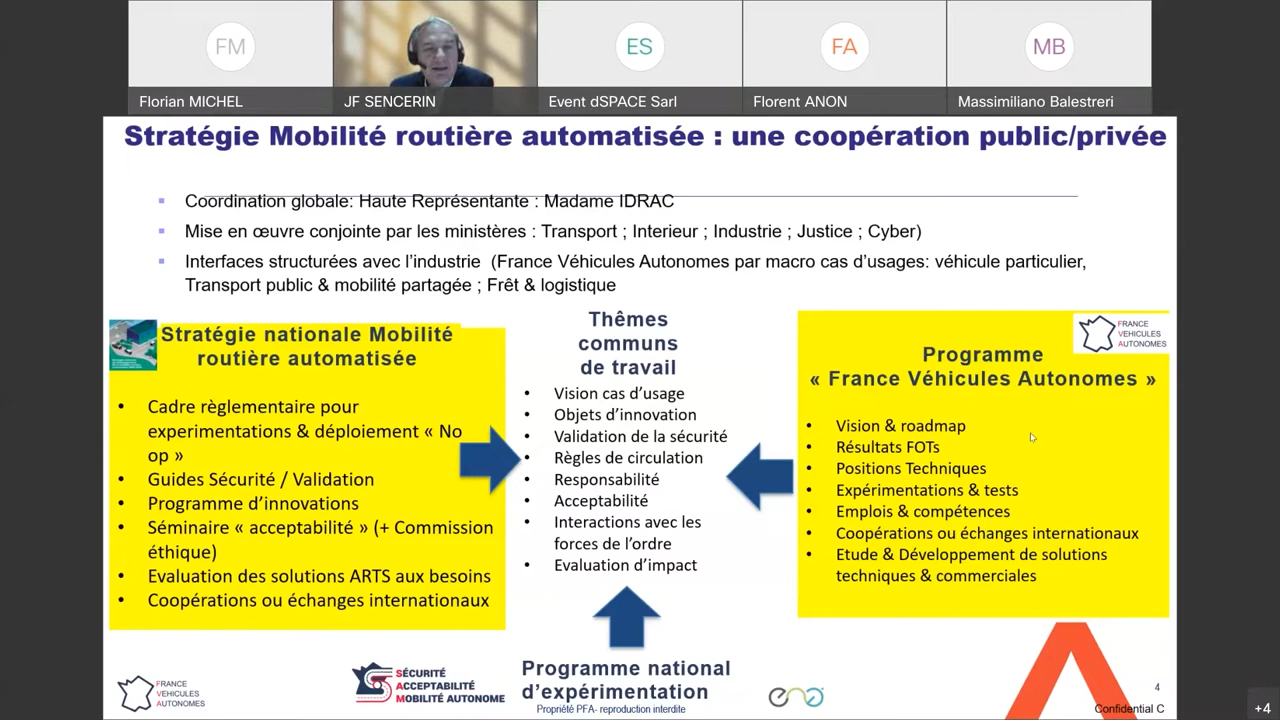 FM
ES
FA
MB
Florian MICHEL
JF SENCERIN
Event dSPACE Sarl
Florent ANON
Massimiliano Balestreri
Stratégie Mobilité routière automatisée : une coopération public/privée
▪ Coordination globale: Haute Représentante : Madame IDRAC
▪ Mise en œuvre conjointe par les ministères : Transport ; Interieur ; Industrie ; Justice ; Cyber)
▪ Interfaces structurées avec l’industrie (France Véhicules Autonomes par macro cas d’usages: véhicule particulier,
Transport public & mobilité partagée ; Frêt & logistique
Stratégie nationale Mobilité
routière automatisée
• Cadre règlementaire pour
experimentations & déploiement « No
op »
• Guides Sécurité / Validation
• Programme d’innovations
• Séminaire « acceptabilité » (+ Commission
éthique)
• Evaluation des solutions ARTS aux besoins
• Coopérations ou échanges internationaux
Thêmes
communs
de travail
• Vision cas d’usage
• Objets d’innovation
• Validation de la sécurité
• Règles de circulation
• Responsabilité
• Acceptabilité
• Interactions avec les
forces de l’ordre
• Evaluation d’impact
FRANCE
VEHICULES
AUTONOMES
Programme
« France Véhicules Autonomes »
• Vision & roadmap
• Résultats FOTs
• Positions Techniques
• Expérimentations & tests
• Emplois & compétences
• Coopérations ou échanges internationaux
• Etude & Développement de solutions
techniques & commerciales
FRANCE
VEHICULES
AUTONOMES
SÉCURITÉ
ACCEPTABILITÉ
MOBILITÉ AUTONOME
Programme national
d’expérimentation
Propriété PFA- reproduction interdite
ena
4
Confidential C
+4